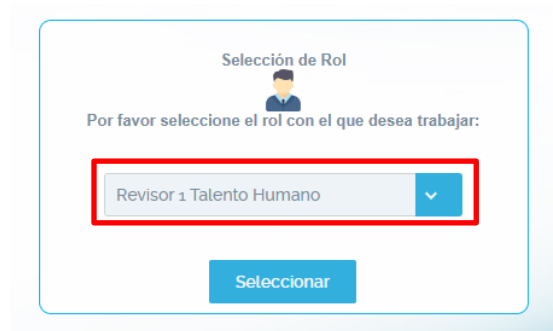 Selección de Rol
Por favor seleccione el rol con el que desea trabajar:
Revisor 1 Talento Humano
Seleccionar